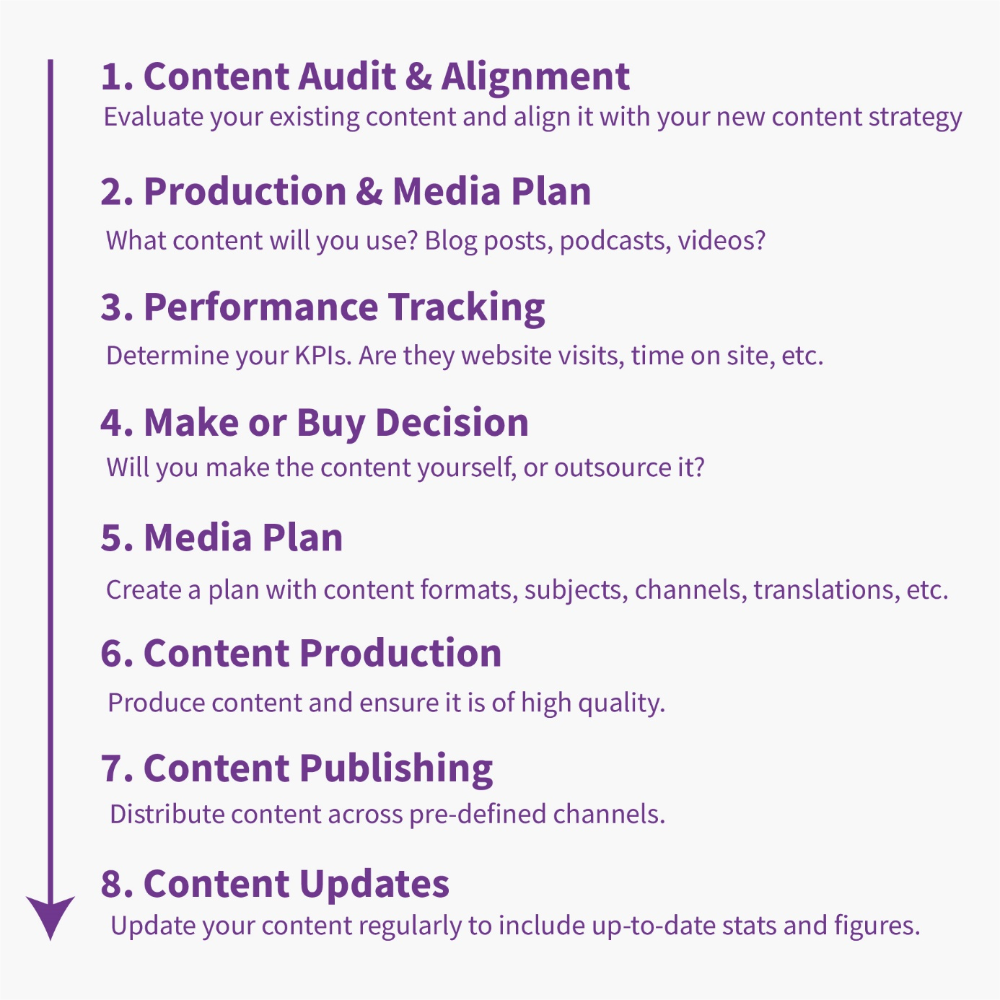 1. Content Audit & Alignment
Evaluate your existing content and align it with your new content strategy
2. Production & Media Plan
What content will you use? Blog posts, podcasts, videos?
3. Performance Tracking
Determine your KPIs. Are they website visits, time on site, etc.
4. Make or Buy Decision
Will you make the content yourself, or outsource it?
5. Media Plan
Create a plan with content formats, subjects, channels, translations, etc.
6. Content Production
Produce content and ensure it is of high quality.
7. Content Publishing
Distribute content across pre-defined channels.
8. Content Updates
Update your content regularly to include up-to-date stats and figures.